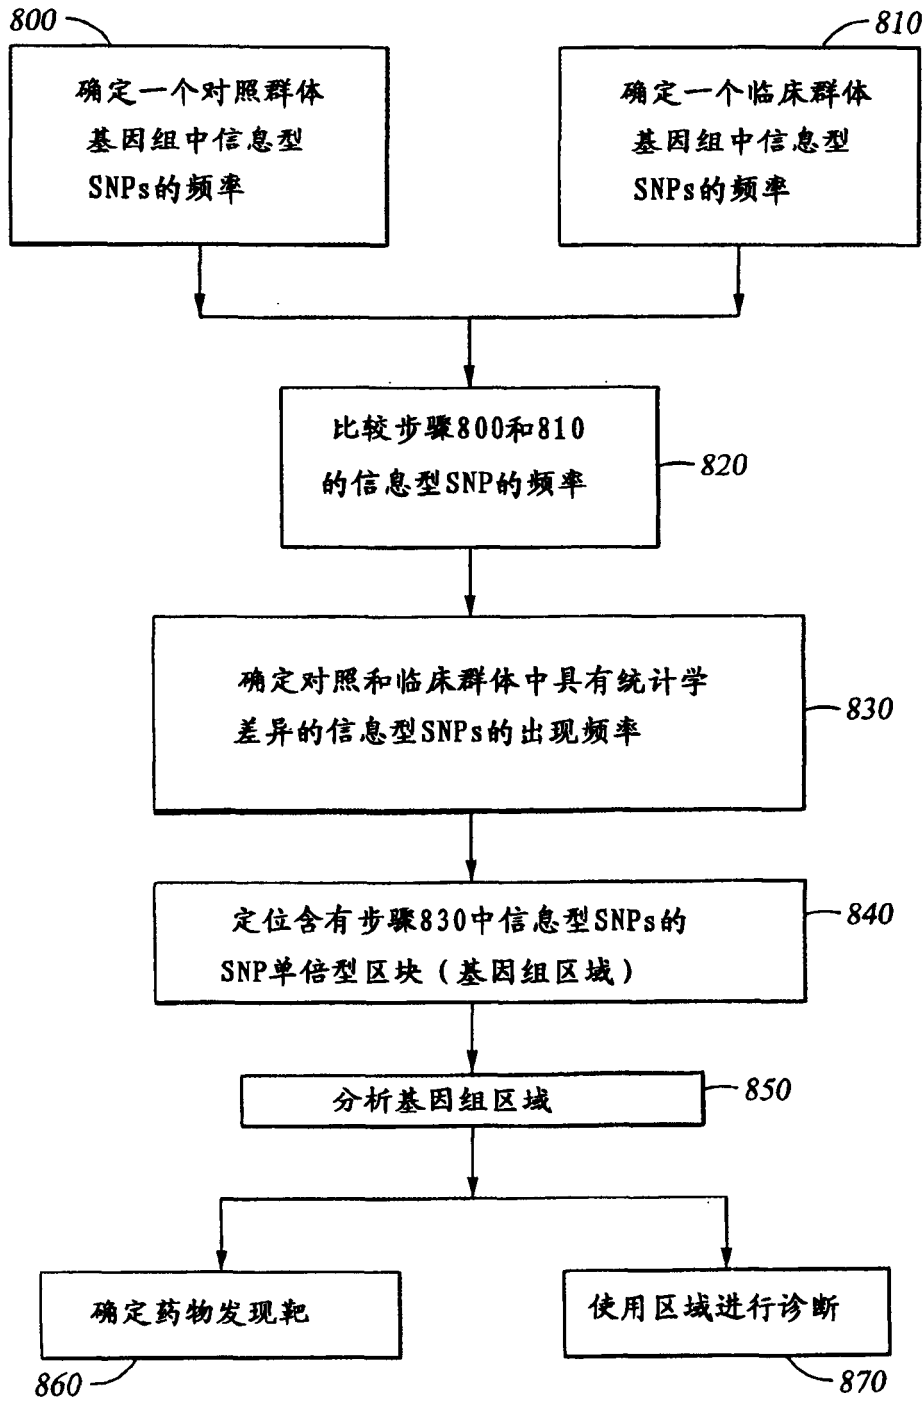 800
810
确定一个对照群体
基因组中信息型
SNPs的频率
确定一个临床群体
基因组中信息型
SNPs的频率
比较步骤800和810
的信息型SNP的频率
820
确定对照和临床群体中具有统计学
差异的信息型SNPs的出现频率
830
定位含有步骤830中信息型SNPs的
SNP单倍型区块（基因组区域）
840
分析基因组区域
850
确定药物发现靶
使用区域进行诊断
860
870